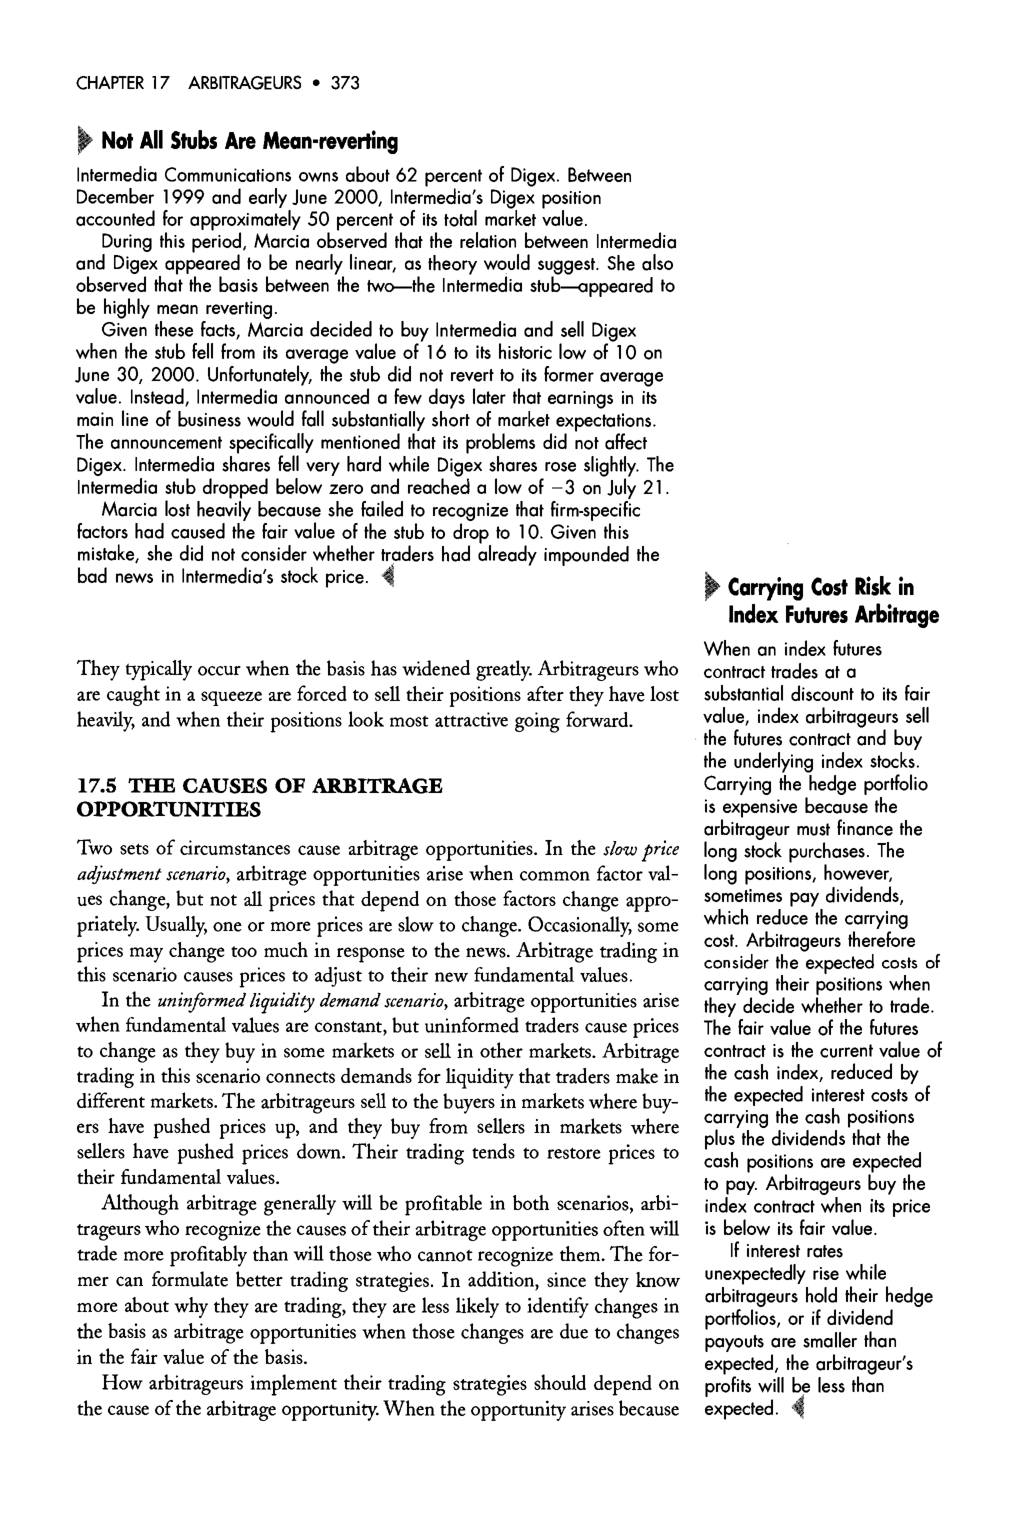 CHAPTER 17 ARBITRAGEURS • 373
Not All Stubs Are Mean-reverting
Intermedia Communications owns about 62 percent of Digex. Between
December 1999 and early June 2000, Intermedia's Digex position
accounted for approximately 50 percent of its total market value.
During this period, Marcia observed that the relation between Intermedia
and Digex appeared to be nearly linear, as theory would suggest. She also
observed that the basis between the two—the Intermedia stub—appeared to
be highly mean reverting.
Given these facts, Marcia decided to buy Intermedia and sell Digex
when the stub fell from its average value of 16 to its historic low of 10 on
June 30, 2000. Unfortunately, the stub did not revert to its former average
value. Instead, Intermedia announced a few days later that earnings in its
main line of business would fall substantially short of market expectations.
The announcement specifically mentioned that its problems did not affect
Digex. Intermedia shares fell very hard while Digex shares rose slightly. The
Intermedia stub dropped below zero and reached a low of −3 on July 21.
Marcia lost heavily because she failed to recognize that firm-specific
factors had caused the fair value of the stub to drop to 10. Given this
mistake, she did not consider whether traders had already impounded the
bad news in Intermedia's stock price.
They typically occur when the basis has widened greatly. Arbitrageurs who
are caught in a squeeze are forced to sell their positions after they have lost
heavily, and when their positions look most attractive going forward.
17.5 THE CAUSES OF ARBITRAGE
OPPORTUNITIES
Two sets of circumstances cause arbitrage opportunities. In the slow price
adjustment scenario, arbitrage opportunities arise when common factor val-
ues change, but not all prices that depend on those factors change appro-
priately. Usually, one or more prices are slow to change. Occasionally, some
prices may change too much in response to the news. Arbitrage trading in
this scenario causes prices to adjust to their new fundamental values.
In the uninformed liquidity demand scenario, arbitrage opportunities arise
when fundamental values are constant, but uninformed traders cause prices
to change as they buy in some markets or sell in other markets. Arbitrage
trading in this scenario connects demands for liquidity that traders make in
different markets. The arbitrageurs sell to the buyers in markets where buy-
ers have pushed prices up, and they buy from sellers in markets where
sellers have pushed prices down. Their trading tends to restore prices to
their fundamental values.
Although arbitrage generally will be profitable in both scenarios, arbi-
trageurs who recognize the causes of their arbitrage opportunities often will
trade more profitably than will those who cannot recognize them. The for-
mer can formulate better trading strategies. In addition, since they know
more about why they are trading, they are less likely to identify changes in
the basis as arbitrage opportunities when those changes are due to changes
in the fair value of the basis.
How arbitrageurs implement their trading strategies should depend on
the cause of the arbitrage opportunity. When the opportunity arises because
Carrying Cost Risk in
Index Futures Arbitrage
When an index futures
contract trades at a
substantial discount to its fair
value, index arbitrageurs sell
the futures contract and buy
the underlying index stocks.
Carrying the hedge portfolio
is expensive because the
arbitrageur must finance the
long stock purchases. The
long positions, however,
sometimes pay dividends,
which reduce the carrying
cost. Arbitrageurs therefore
consider the expected costs of
carrying their positions when
they decide whether to trade.
The fair value of the futures
contract is the current value of
the cash index, reduced by
the expected interest costs of
carrying the cash positions
plus the dividends that the
cash positions are expected
to pay. Arbitrageurs buy the
index contract when its price
is below its fair value.
If interest rates
unexpectedly rise while
arbitrageurs hold their hedge
portfolios, or if dividend
payouts are smaller than
expected, the arbitrageur's
profits will be less than
expected.